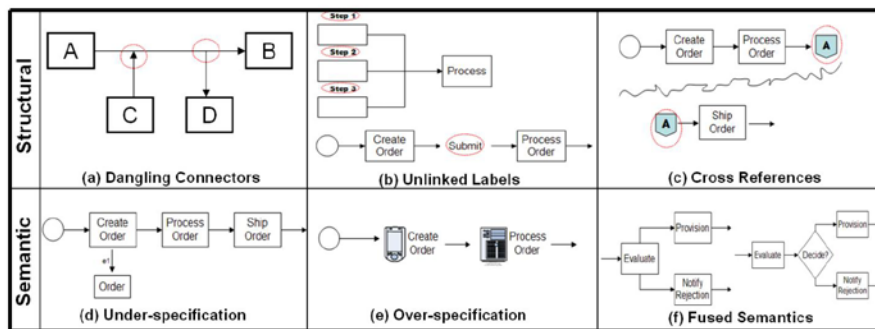 Structural
A
B
C
D
(a) Dangling Connectors
Step 1
Step 2
Step 3
Process
Create
Order
Submit
Process
Order
(b) Unlinked Labels
Create
Order
Process
Order
A
A
Ship
Order
(c) Cross References
Semantic
Create
Order
Process
Order
Ship
Order
e1
Order
(d) Under-specification
Create
Order
Process
Order
(e) Over-specification
Evaluate
Provision
Notify
Rejection
Evaluate
Decide?
Provision
Notify
Rejection
(f) Fused Semantics